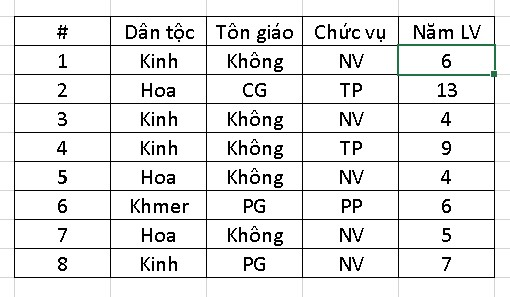 # Dân tộc Tôn giáo Chức vụ Năm LV
1 Kinh Không NV 6
2 Hoa CG TP 13
3 Kinh Không NV 4
4 Kinh Không TP 9
5 Hoa Không NV 4
6 Khmer PG PP 6
7 Hoa Không NV 5
8 Kinh PG NV 7